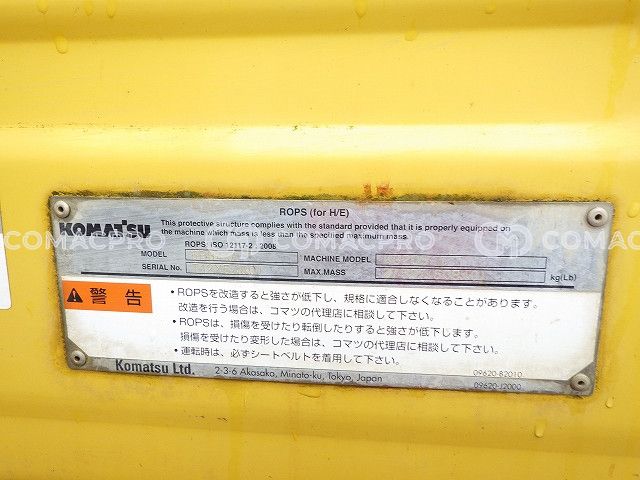 ROPS (for H/E)
KOMATSU
This protective structure complies with the standard provided that it is properly equipped on
the machine which mass is less than the specified maximum mass.
ROPS ISO 12117-2 : 2008
MODEL
MACHINE MODEL
SERIAL No.
MAX.MASS
kg(Lb)
COMACPRO
CP COMAC
警告
・ROPSを改造すると強さが低下し、規格に適合しなくなることがあります。
改造を行う場合は、コマツの代理店に相談して下さい。
・ROPSは、損傷を受けたり転倒したりすると強さが低下します。
損傷を受けたり変形した場合は、コマツの代理店に相談して下さい。
・運転時は、必ずシートベルトを着用して下さい。
Komatsu Ltd.
2-3-6 Akasaka, Minato-ku, Tokyo, Japan
09620-B2010
09620-J2000